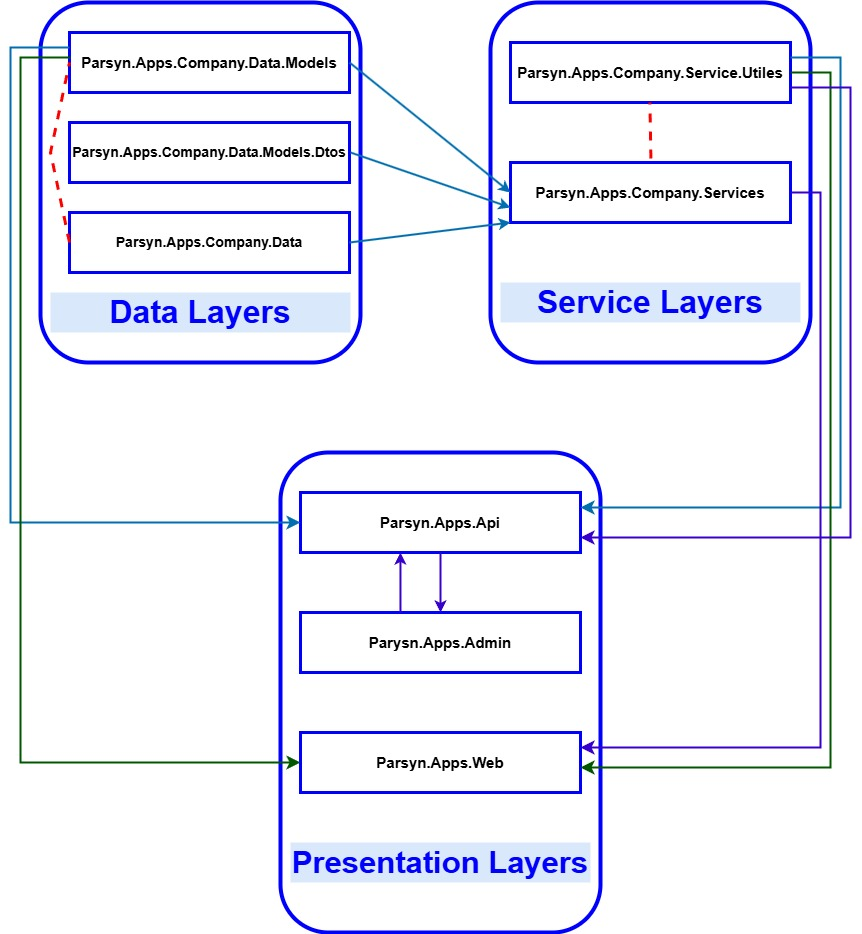 Parsyn.Apps.Company.Data.Models
Parsyn.Apps.Company.Data.Models.Dtos
Parsyn.Apps.Company.Data
Data Layers
Parsyn.Apps.Company.Service.Utiles
Parsyn.Apps.Company.Services
Service Layers
Parsyn.Apps.Api
Parysn.Apps.Admin
Parsyn.Apps.Web
Presentation Layers